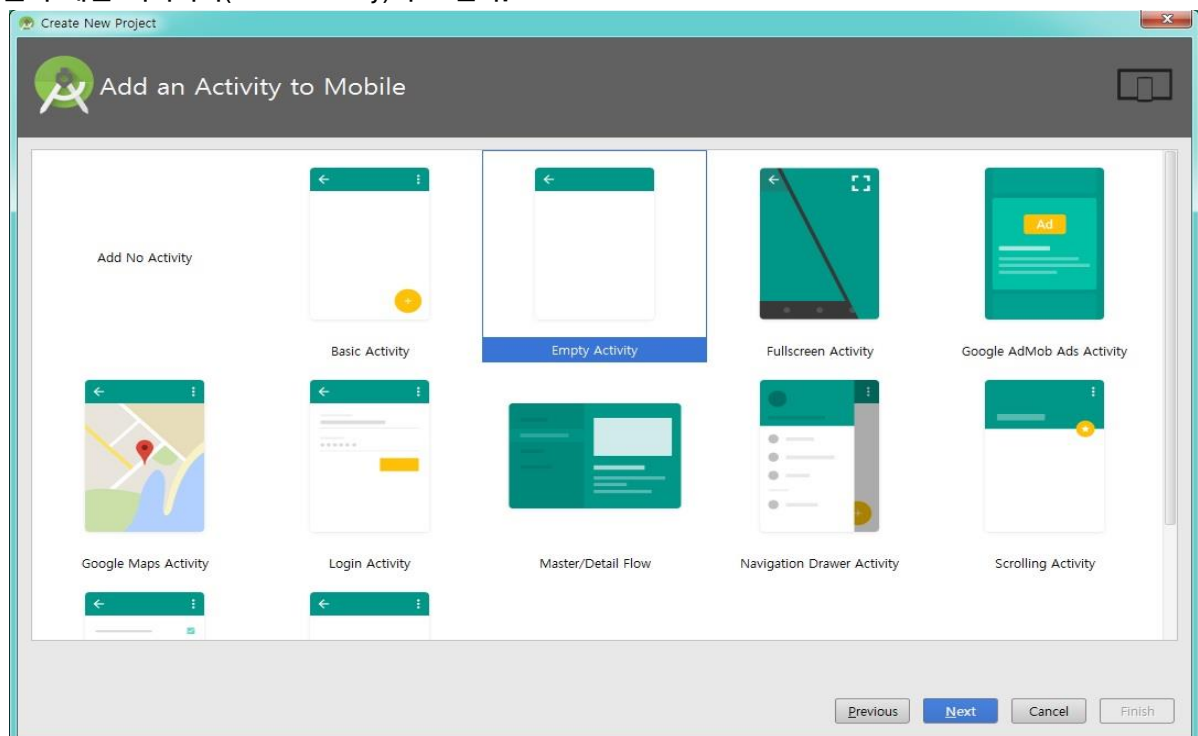 Create New Project
Add an Activity to Mobile
Add No Activity
Basic Activity
Empty Activity
Fullscreen Activity
Ad
Google AdMob Ads Activity
Google Maps Activity
Login Activity
Master/Detail Flow
Navigation Drawer Activity
Scrolling Activity
Previous
Next
Cancel
Finish